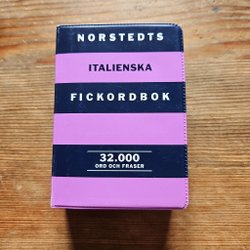 NORSTEDTS
ITALIENSKA
FICKORDBOK
32.000
ORD OCH FRASER